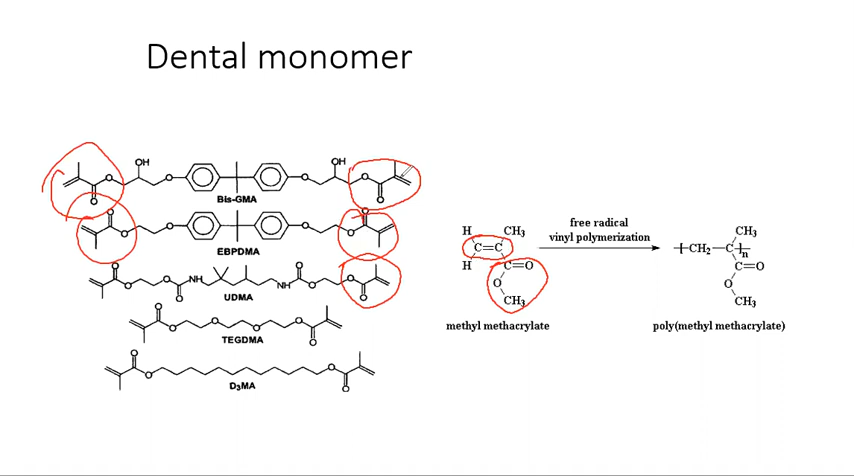 Dental monomer
OH OH
O O O O
O O
Bis-GMA
O O
O O O O
EBPDMA
O O
O O NH O O
O NH O O
UDMA
O O O
O O O
TEGDMA
O O
O O
D₃MA
H CH₃
C=C
H C=O
O
CH₃
methyl methacrylate
free radical
vinyl polymerization
CH₃
CH₂—C
n
C=O
O
CH₃
poly(methyl methacrylate)